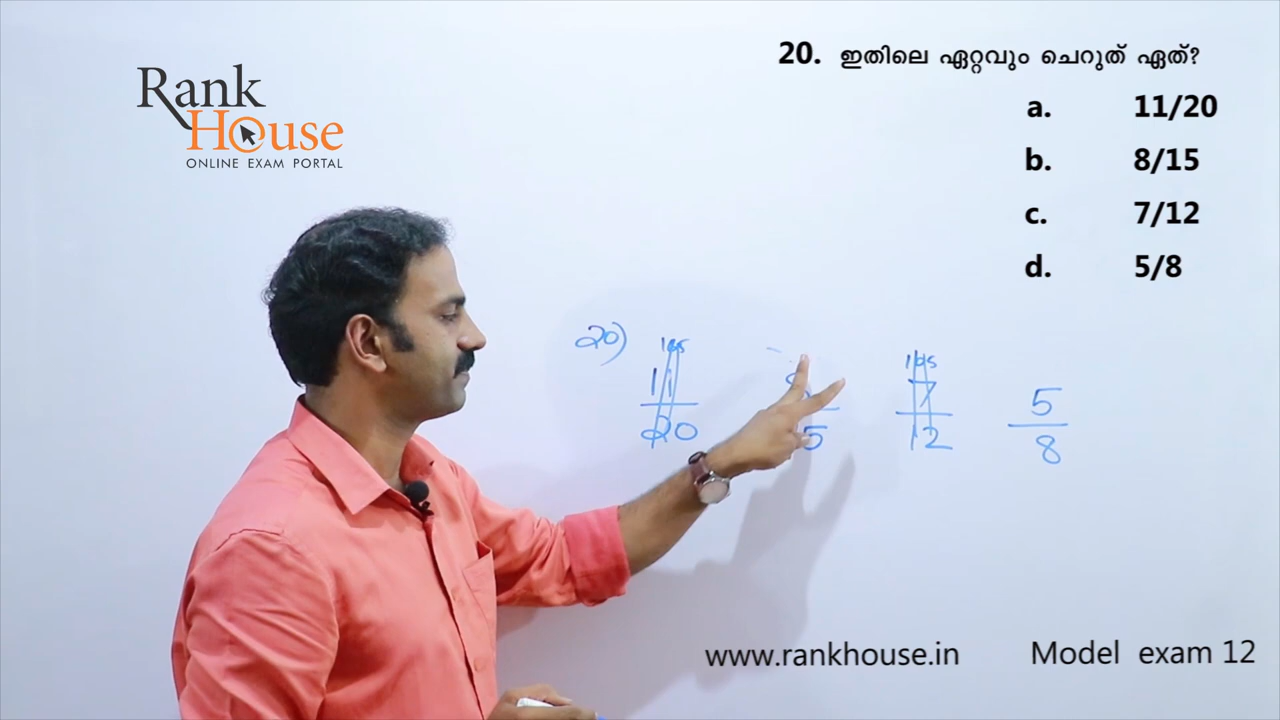 Rank
House
ONLINE EXAM PORTAL
20. ഇതിലെ ഏറ്റവും ചെറുത് ഏത്?
a. 11/20
b. 8/15
c. 7/12
d. 5/8
20)
11
20
5
7
12
5
8
www.rankhouse.in Model exam 12